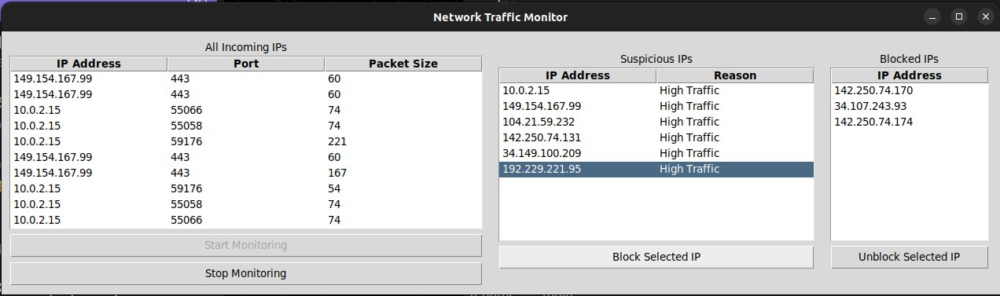 Network Traffic Monitor
All Incoming IPs
IP Address Port Packet Size
149.154.167.99 443 60
149.154.167.99 443 60
10.0.2.15 55066 74
10.0.2.15 55058 74
10.0.2.15 59176 221
149.154.167.99 443 60
149.154.167.99 443 167
10.0.2.15 59176 54
10.0.2.15 55058 74
10.0.2.15 55066 74
Start Monitoring
Stop Monitoring
Suspicious IPs
IP Address Reason
10.0.2.15 High Traffic
149.154.167.99 High Traffic
104.21.59.232 High Traffic
142.250.74.131 High Traffic
34.149.100.209 High Traffic
192.229.221.95 High Traffic
Block Selected IP
Blocked IPs
IP Address
142.250.74.170
34.107.243.93
142.250.74.174
Unblock Selected IP